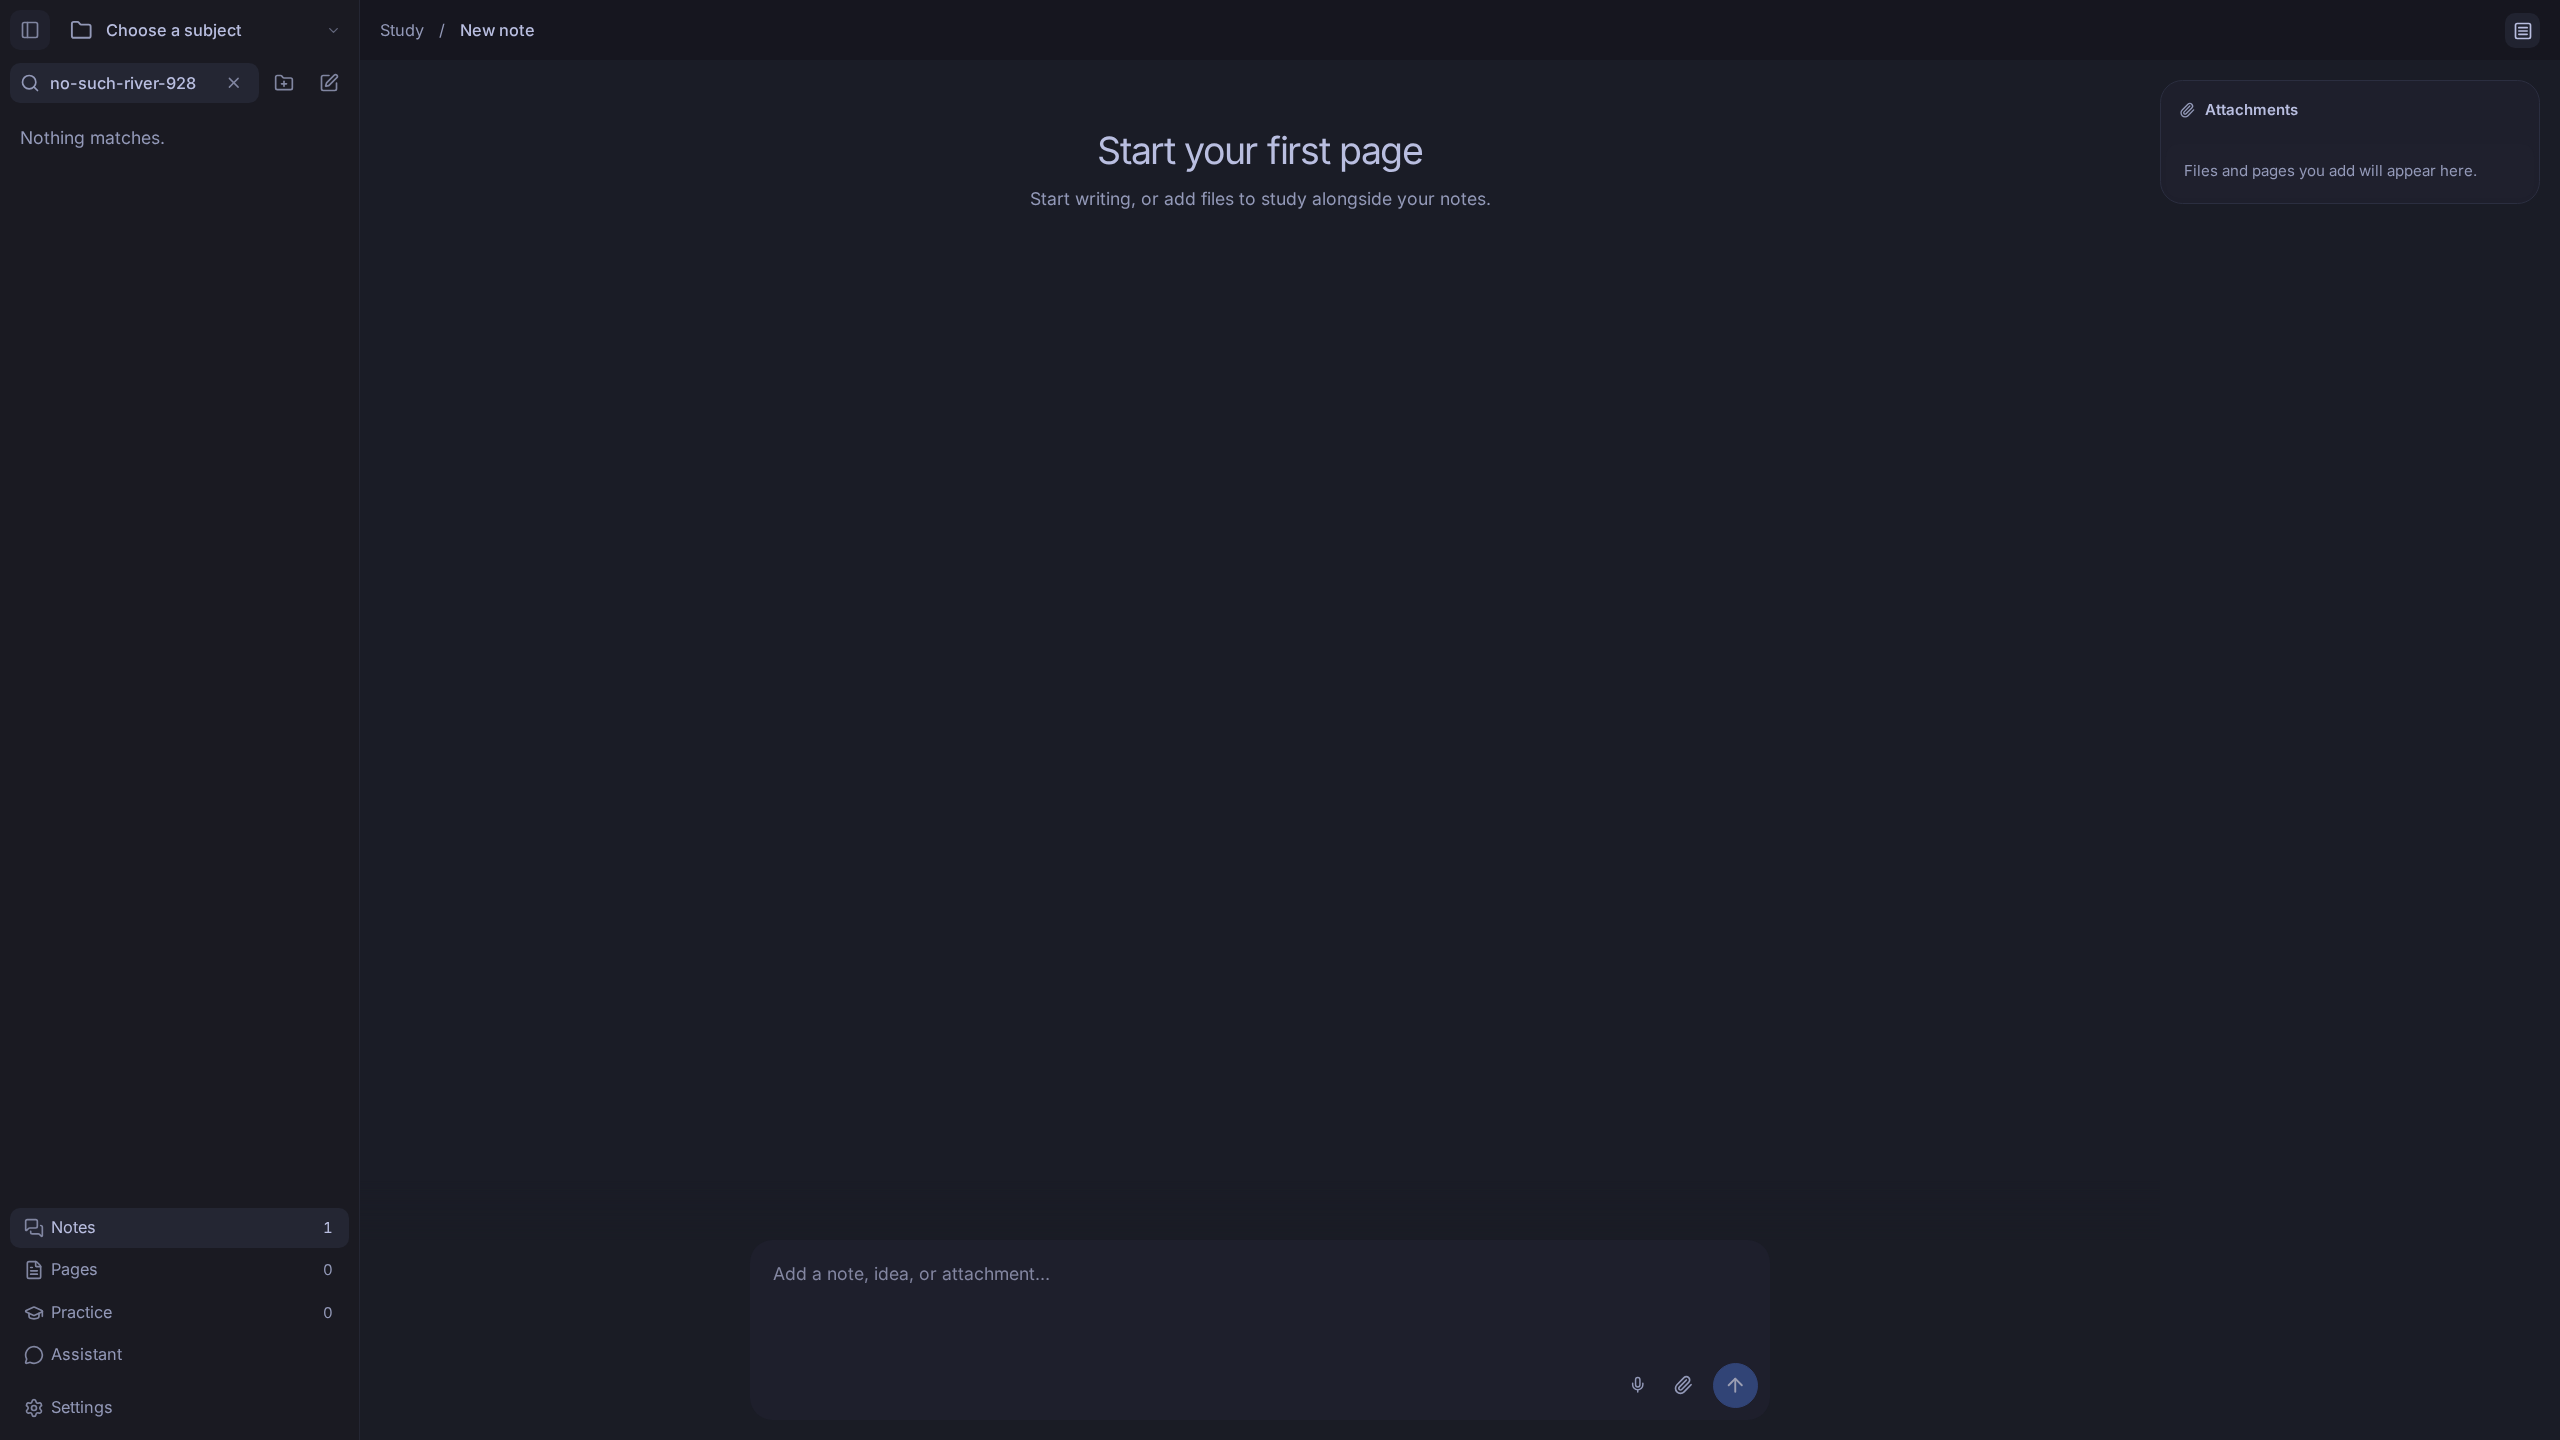 Choose a subject
Study / New note
no-such-river-928
Nothing matches.
Start your first page
Start writing, or add files to study alongside your notes.
Attachments
Files and pages you add will appear here.
Notes 1
Pages 0
Practice 0
Assistant
Settings
Add a note, idea, or attachment...